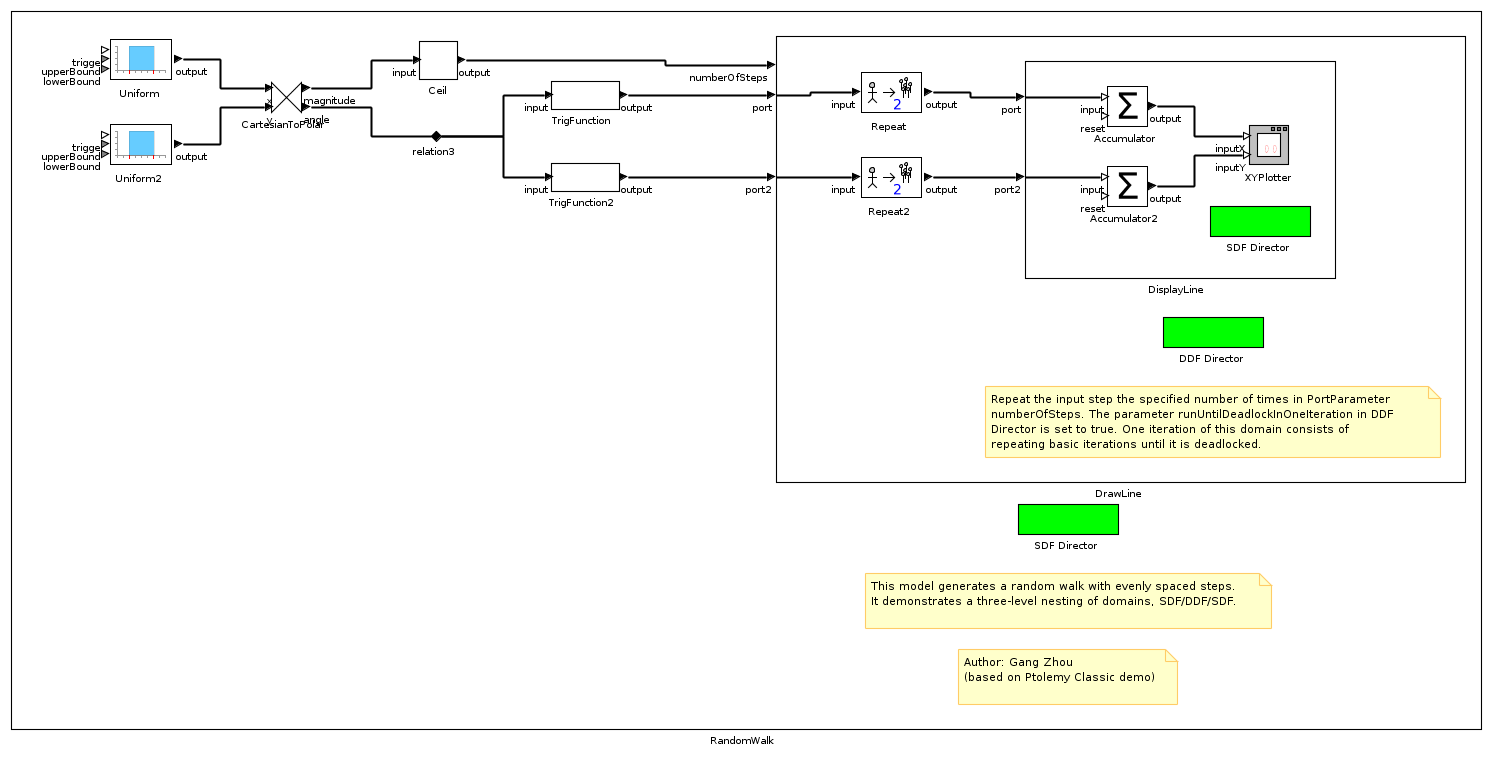 trigge
upperBound
lowerBound
output
Uniform
trigge
upperBound
lowerBound
output
Uniform2
x
y
magnitude
angle
CartesianToPolar
input
output
Ceil
relation3
input
output
TrigFunction
input
output
TrigFunction2
numberOfSteps
port
port2
input
output
2
Repeat
input
output
2
Repeat2
port
port2
input
reset
Σ
output
Accumulator
input
reset
Σ
output
Accumulator2
inputX
inputY
XYPlotter
SDF Director
DisplayLine
DDF Director
Repeat the input step the specified number of times in PortParameter
numberOfSteps. The parameter runUntilDeadlockInOneIteration in DDF
Director is set to true. One iteration of this domain consists of
repeating basic iterations until it is deadlocked.
DrawLine
SDF Director
This model generates a random walk with evenly spaced steps.
It demonstrates a three-level nesting of domains, SDF/DDF/SDF.
Author: Gang Zhou
(based on Ptolemy Classic demo)
RandomWalk